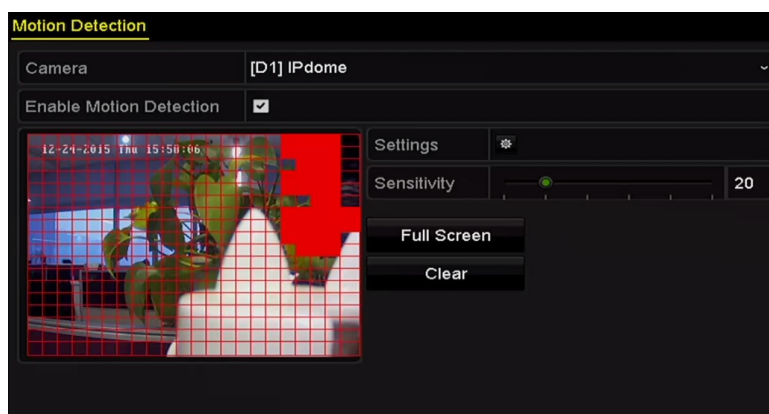 Motion Detection
Camera [D1] IPdome
Enable Motion Detection
12-24-2015 Thu 15:50:06
Settings
Sensitivity 20
Full Screen
Clear